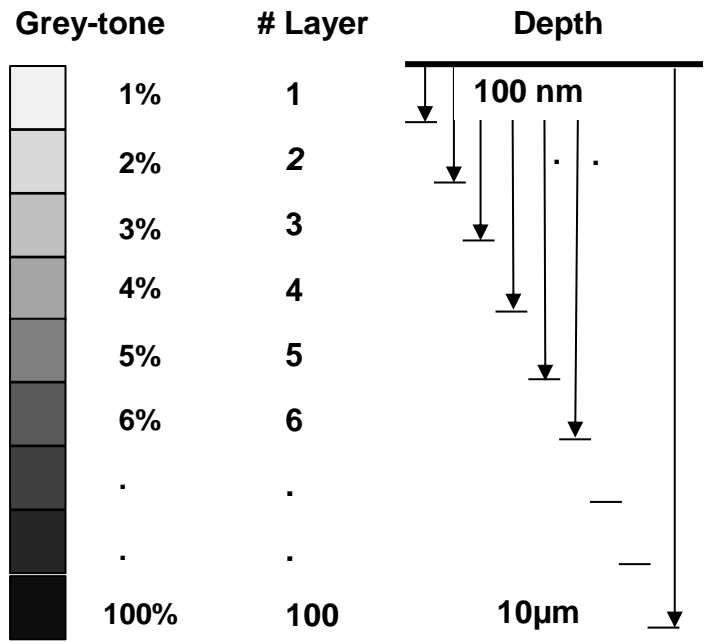 Grey-tone # Layer Depth
1% 1 100 nm
2% 2 . .
3% 3
4% 4
5% 5
6% 6
. .
. .
100% 100 10µm